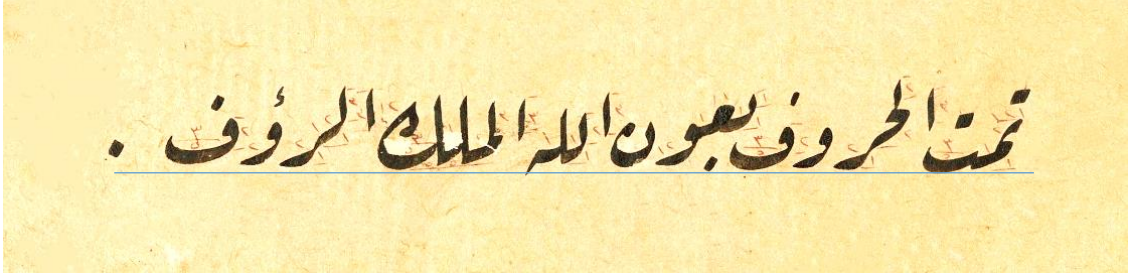 تمت الحروف بعون الله الملك الرؤف .